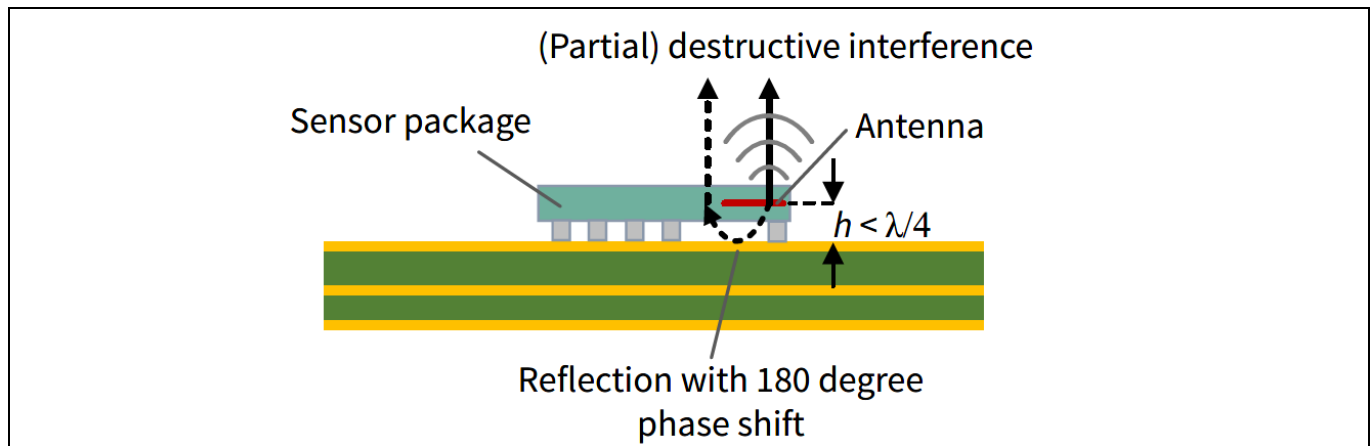 (Partial) destructive interference
Sensor package
Antenna
h < λ/4
Reflection with 180 degree
phase shift